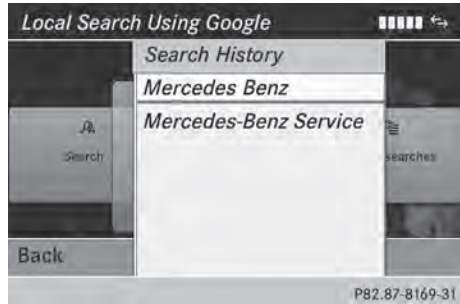 Local Search Using Google
Search History
Mercedes Benz
Mercedes-Benz Service
Search
searches
Back
P82.87-8169-31